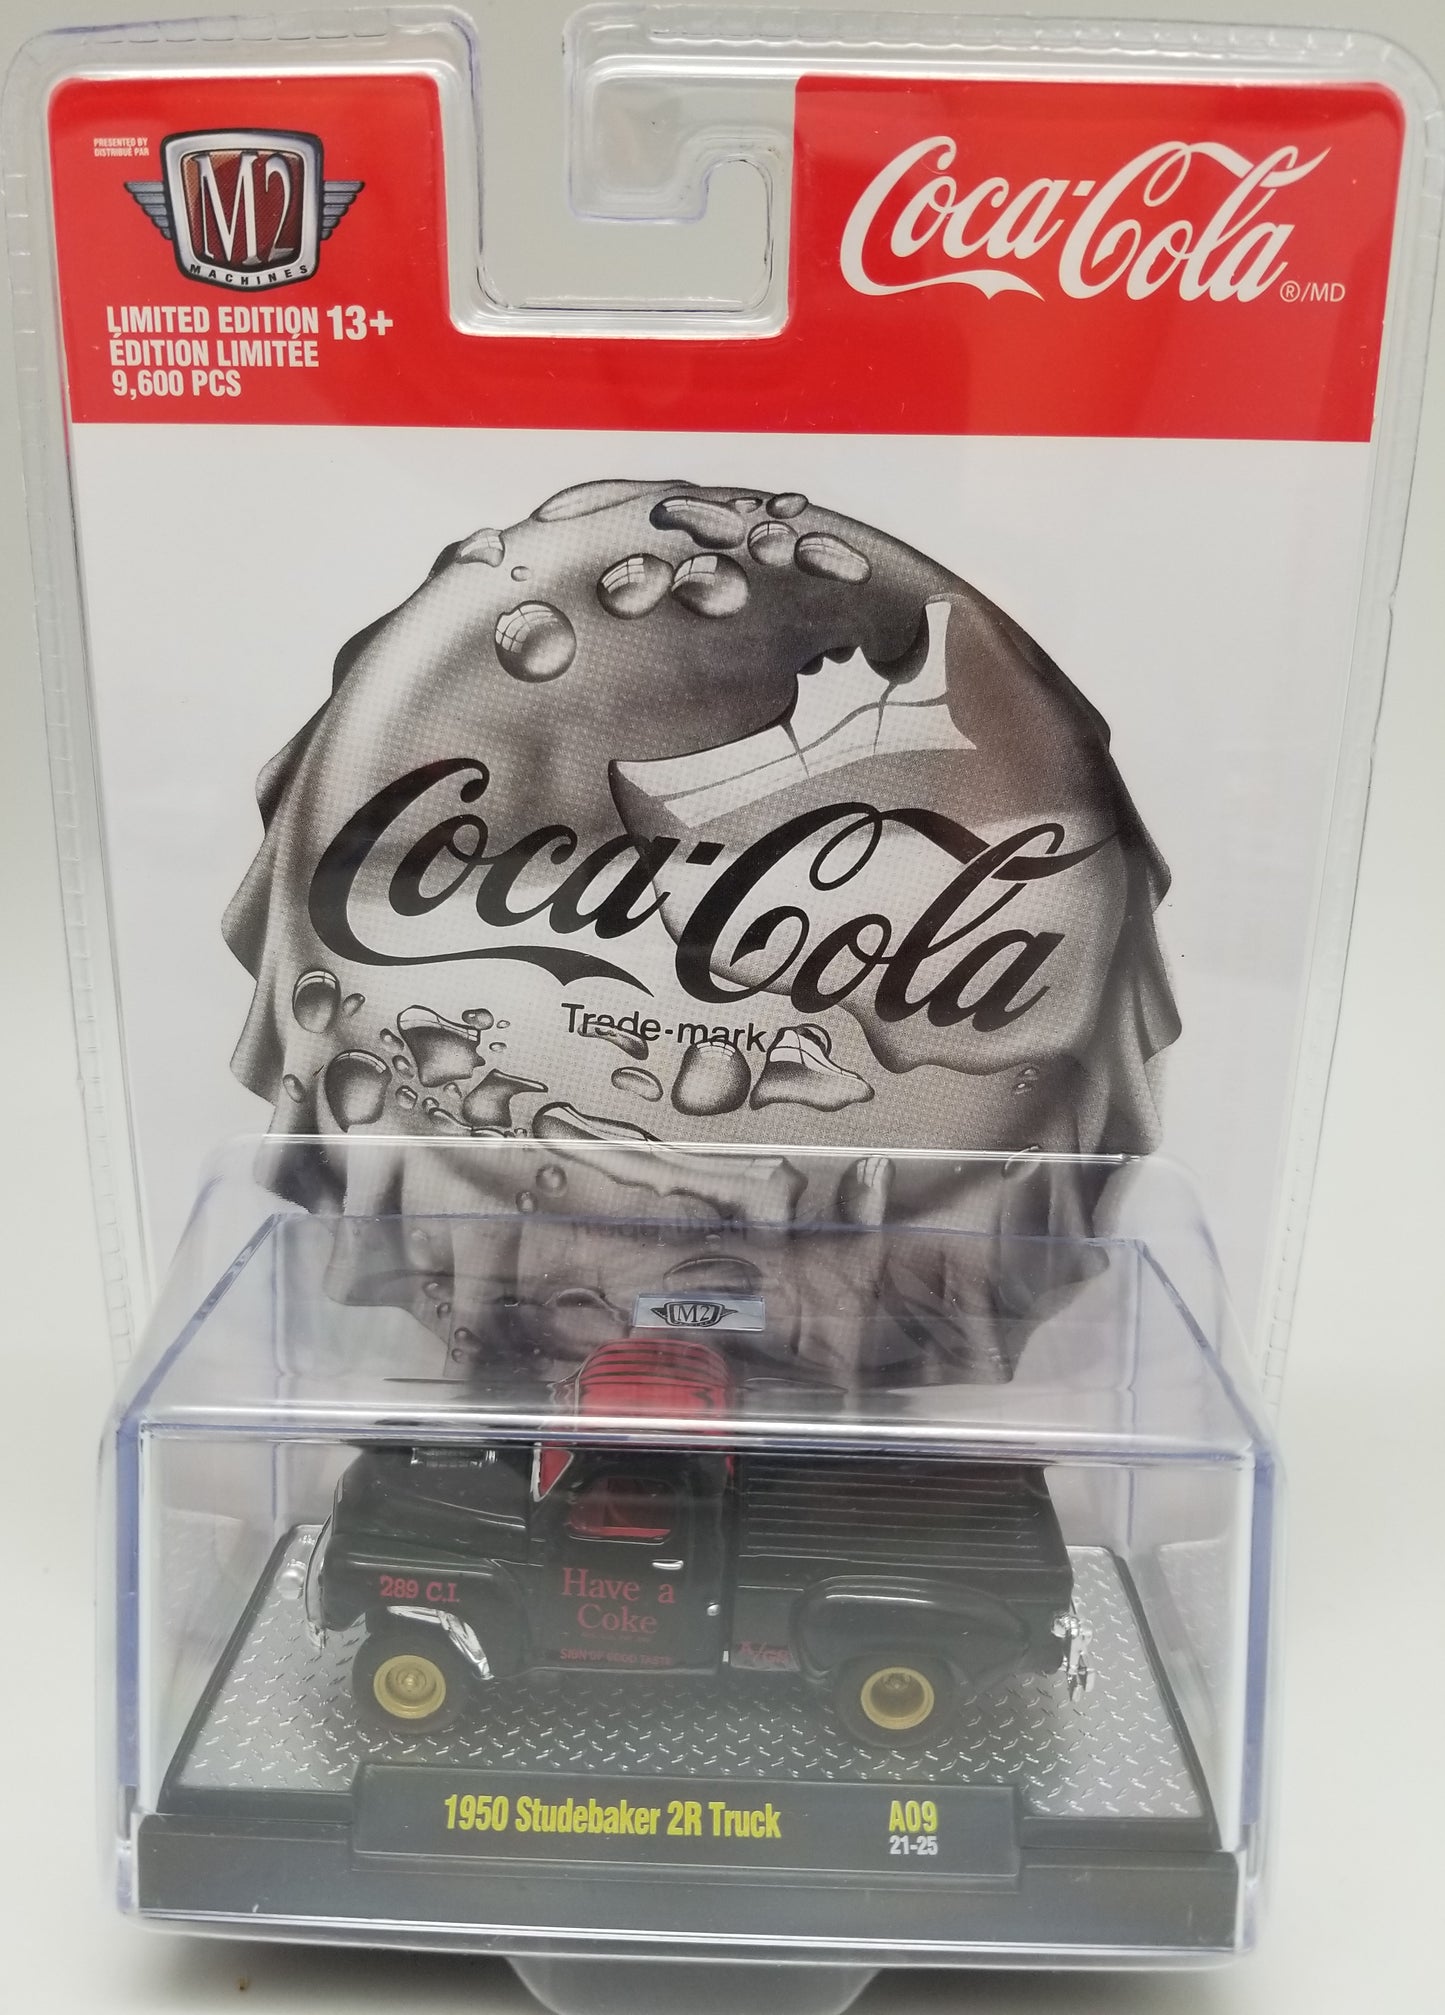 PRESENTED BY
DISTRIBUÉ PAR
M2
MACHINES
LIMITED EDITION 13+
ÉDITION LIMITÉE
9,600 PCS
Coca-Cola ®/MD
Coca-Cola
Trade-mark
M2
289 C.I.
Have a
Coke
SIGN OF GOOD TASTE
A/GS
1950 Studebaker 2R Truck
A09
21-25